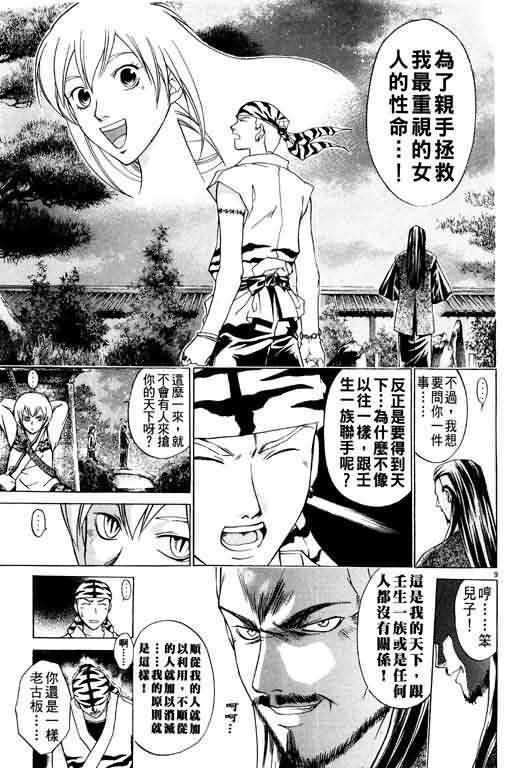 為了親手拯救
我最重視的女
人的性命…！
不過，我想
要問你一件
事……
反正是要得到天
下…為什麼不像
以往一樣，跟壬
生一族聯手呢？
這麼一來，就
不會有人來搶
你的天下呀？
…
…
9
哼……笨
兒子！
這是我的天下，跟
壬生一族或是任何
人都沒有關係！
順從我的人就加
以利用，不順從
的人就加以消滅
……我的原則就
是這樣！
呵呵…
…
啊……
你還是一樣
老古板……